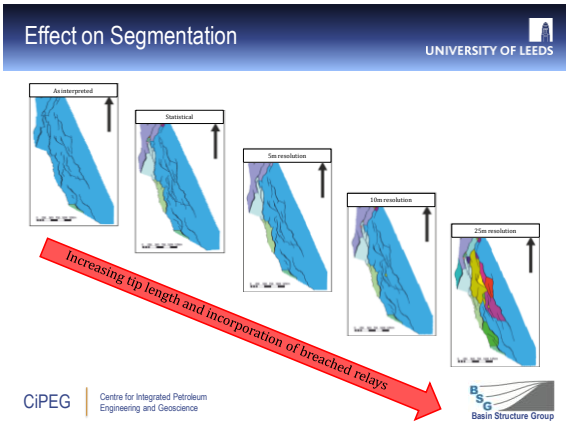 Effect on Segmentation
UNIVERSITY OF LEEDS
As interpreted
Statistical
5m resolution
10m resolution
25m resolution
Increasing tip length and incorporation of breached relays
CiPEG
Centre for Integrated Petroleum
Engineering and Geoscience
BSG
Basin Structure Group